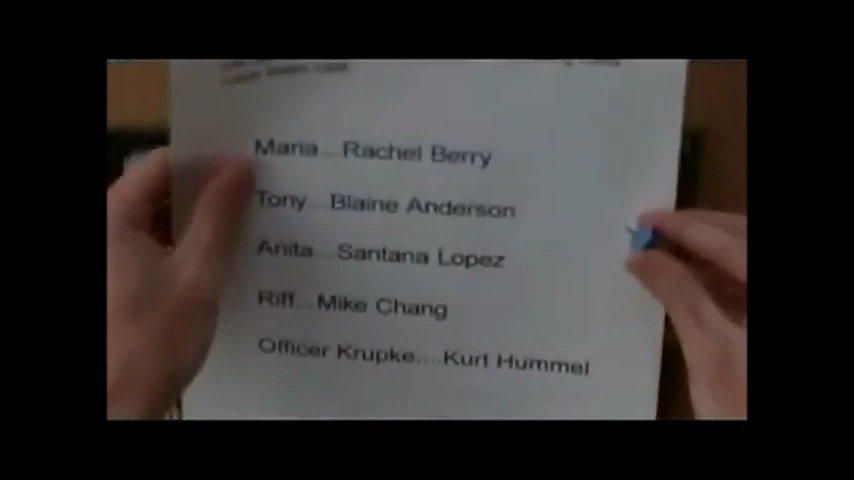 Maria...Rachel Berry
Tony...Blaine Anderson
Anita...Santana Lopez
Riff...Mike Chang
Officer Krupke....Kurt Hummel